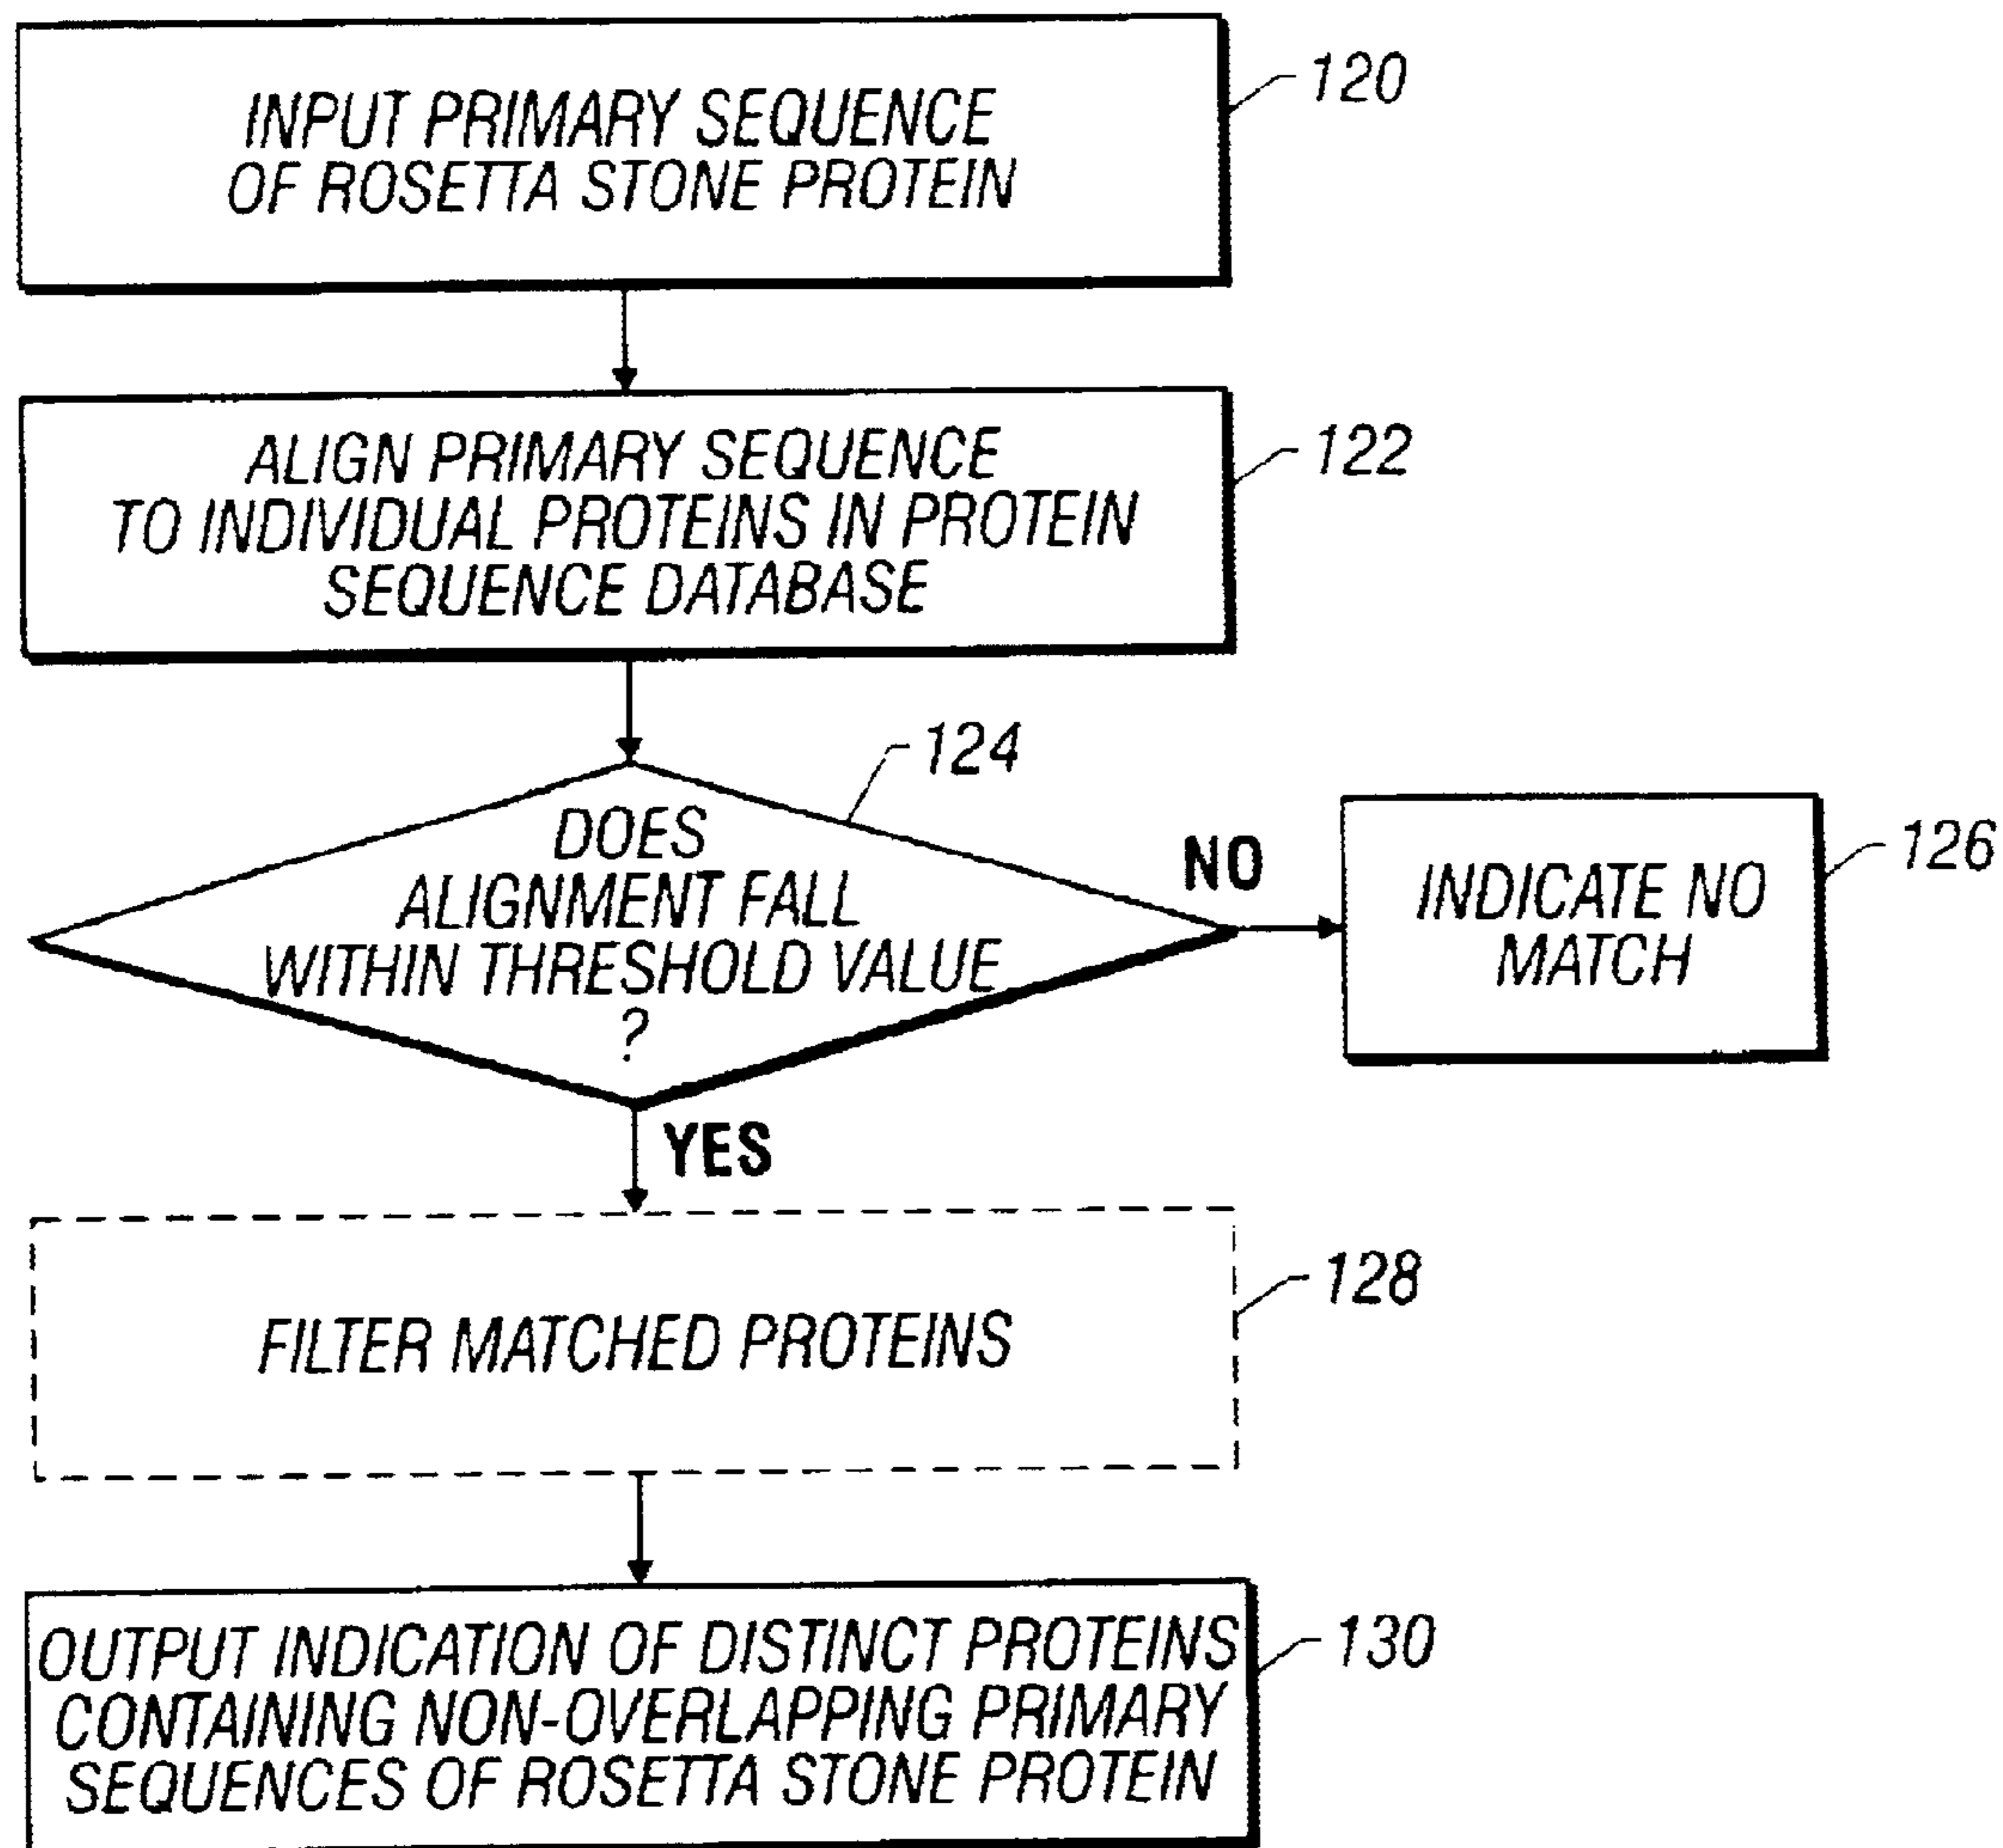 INPUT PRIMARY SEQUENCE
OF ROSETTA STONE PROTEIN
120
ALIGN PRIMARY SEQUENCE
TO INDIVIDUAL PROTEINS IN PROTEIN
SEQUENCE DATABASE
122
124
DOES
ALIGNMENT FALL
WITHIN THRESHOLD VALUE
?
NO
INDICATE NO
MATCH
126
YES
FILTER MATCHED PROTEINS
128
OUTPUT INDICATION OF DISTINCT PROTEINS
CONTAINING NON-OVERLAPPING PRIMARY
SEQUENCES OF ROSETTA STONE PROTEIN
130